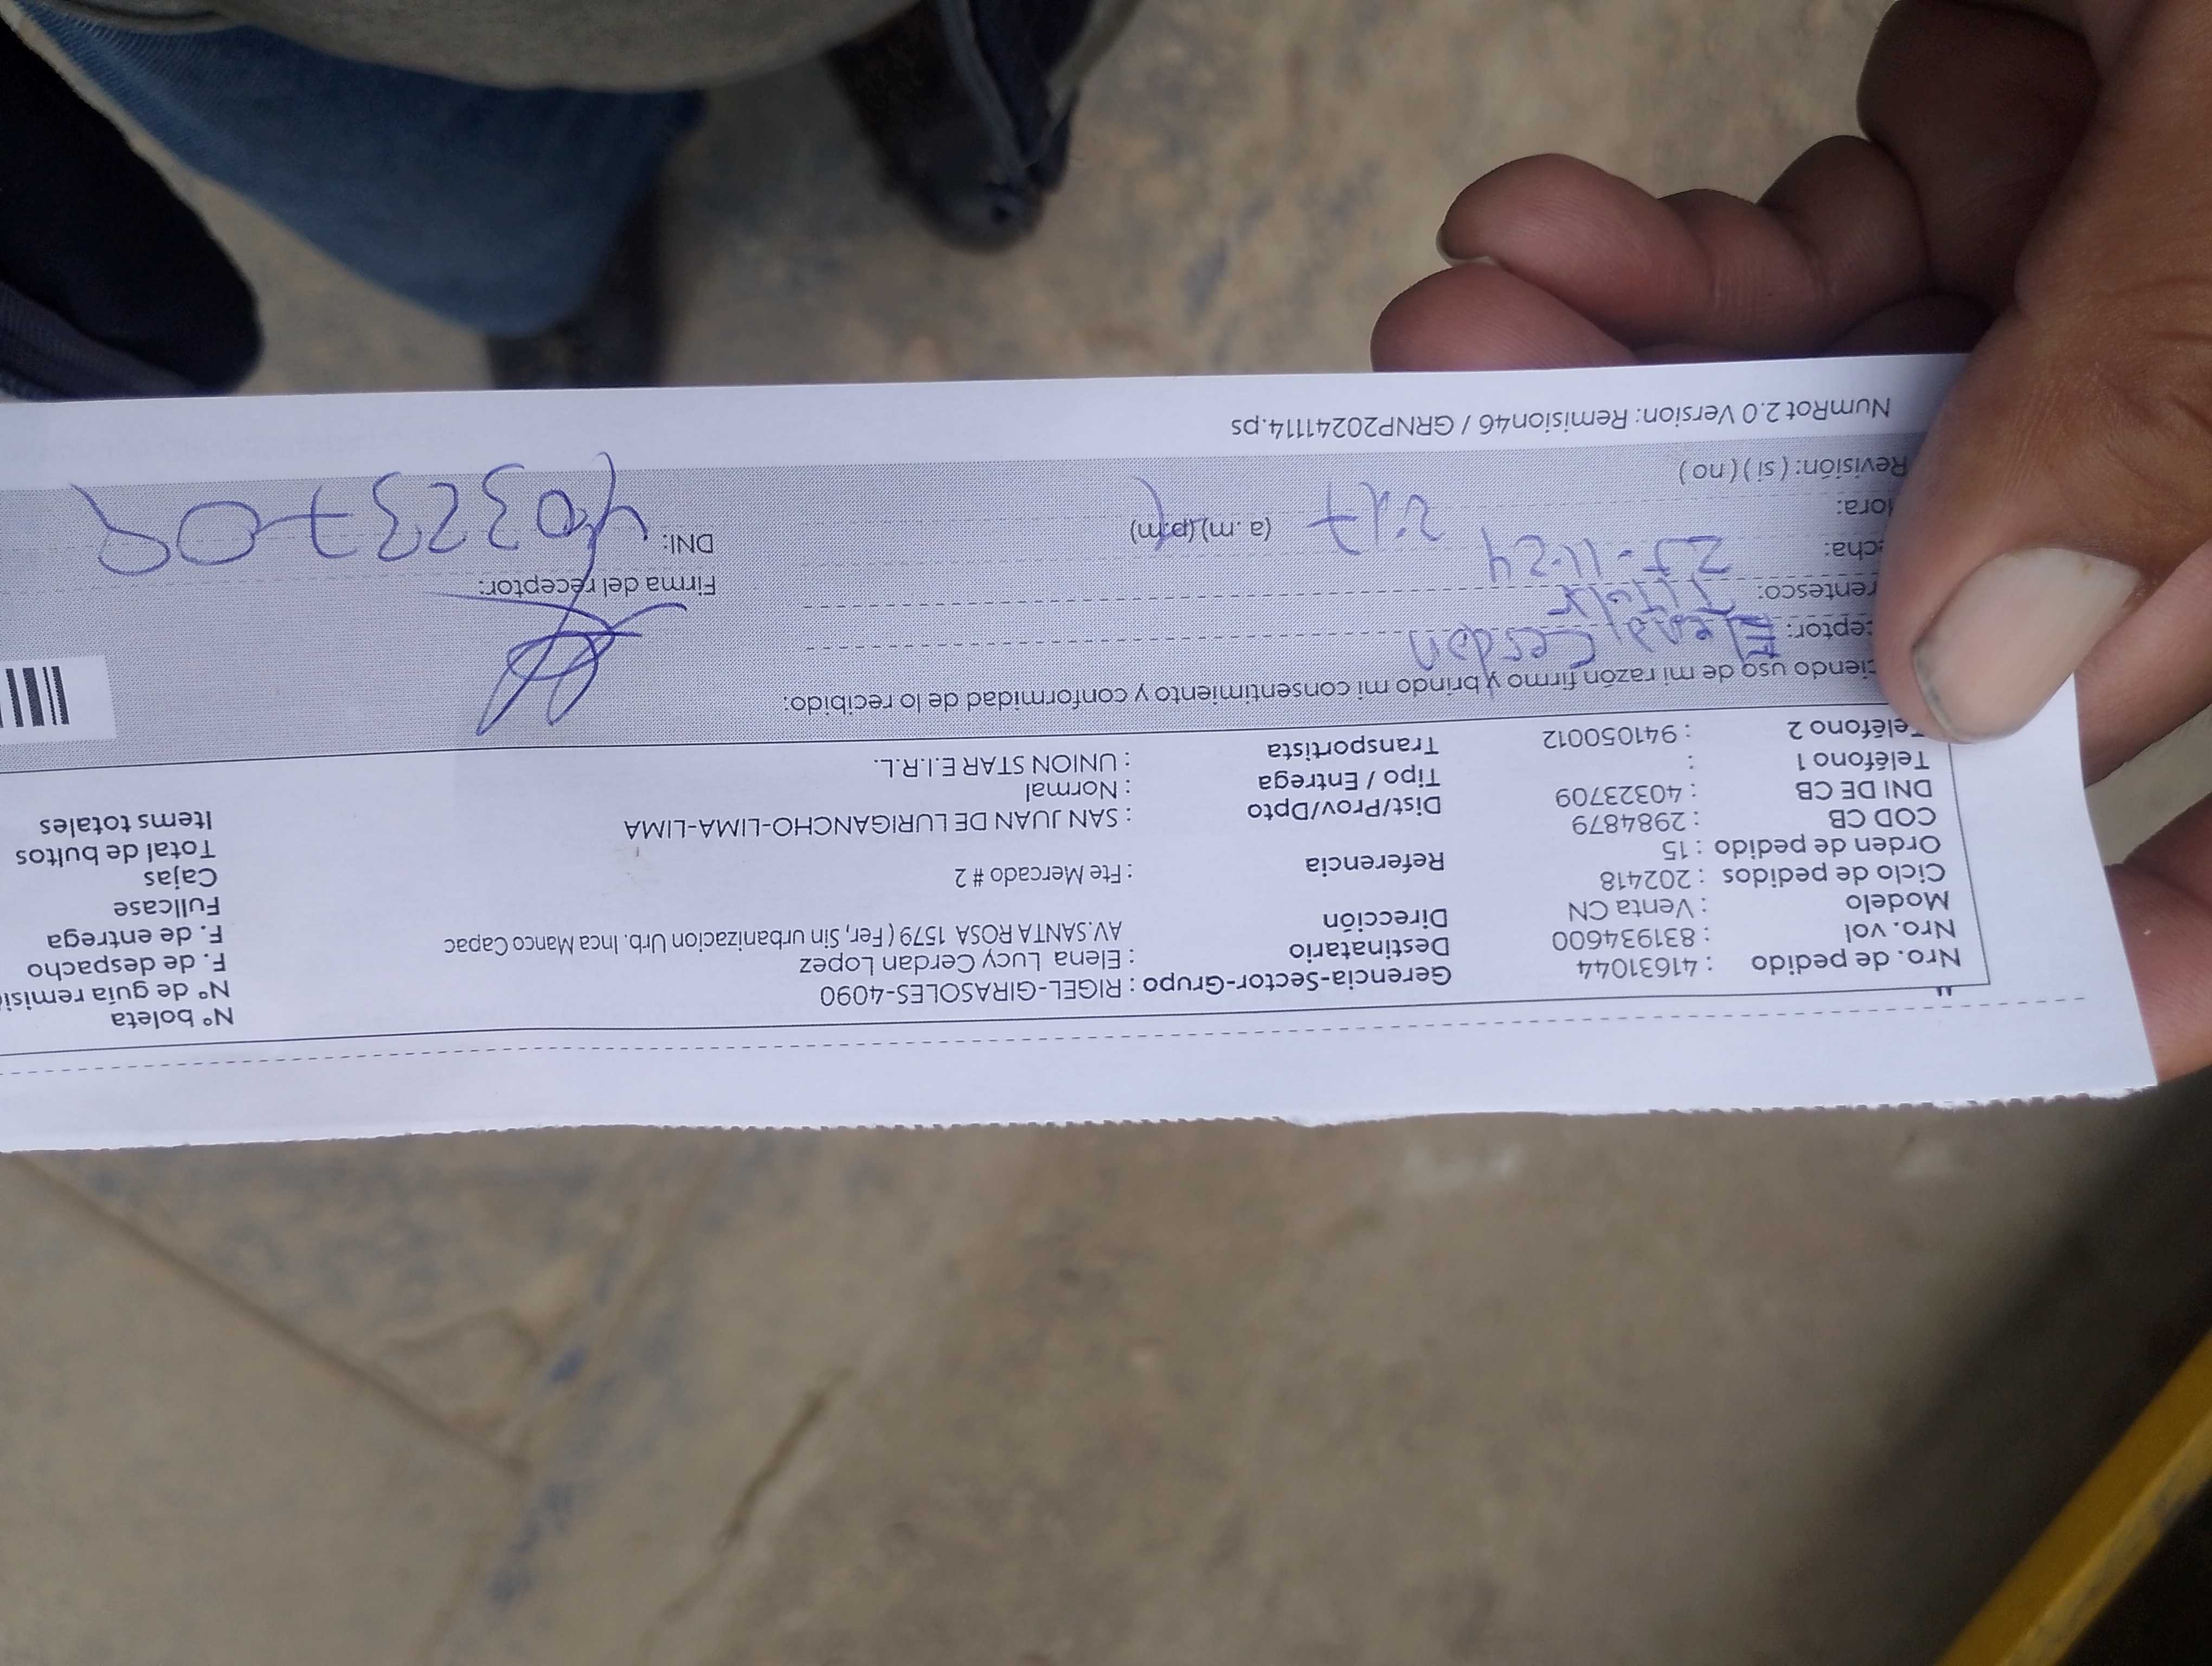 Nro. de pedido : 41631044 Gerencia-Sector-Grupo : RIGEL-GIRASOLES-4090 N° boleta
Nro. vol : 831934600 Destinatario : Elena Lucy Cerdan Lopez N° de guía remisi
Modelo : Venta CN Dirección AV.SANTA ROSA 1579 ( Fer, Sin urbanizacion Urb. Inca Manco Capac F. de despacho
Ciclo de pedidos : 202418 F. de entrega
Orden de pedido : 15 Referencia : Fte Mercado # 2 Fullcase
COD CB : 2984879 Cajas
DNI DE CB : 40323709 Dist/Prov/Dpto : SAN JUAN DE LURIGANCHO-LIMA-LIMA Total de bultos
Teléfono 1 : Tipo / Entrega : Normal Items totales
Teléfono 2 : 941050012 Transportista : UNION STAR E.I.R.L.
ciendo uso de mi razón firmo y brindo mi consentimiento y conformidad de lo recibido:
ceptor: Elena Cerdan
rentesco: Titular Firma del receptor:
cha: 25-11-24 DNI: 40323709
Hora: 2:17 (a. m) (p.m)
Revisión: ( si ) ( no )
NumRot 2.0 Version: Remision46 / GRNP20241114.ps